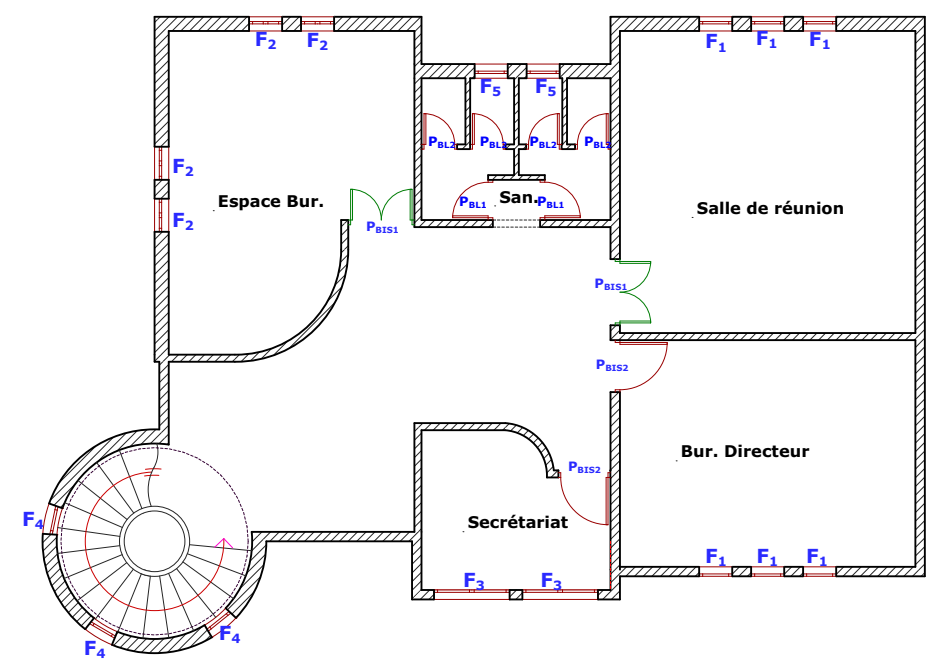 F2 F2
F1 F1 F1
F5 F5
PBL2 PBL2 PBL2 PBL2
F2
F2
Espace Bur.
PBIS1
PBL1 San. PBL1
Salle de réunion
PBIS1
PBIS2
Bur. Directeur
PBIS2
Secrétariat
F4
F3 F3
F1 F1 F1
F4
F4